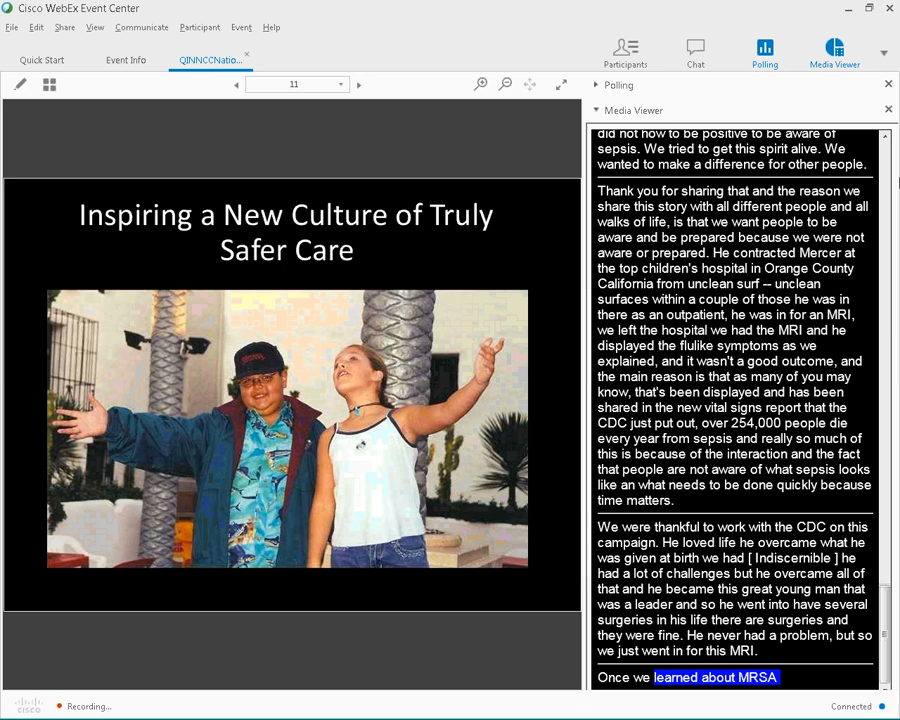 Cisco WebEx Event Center
File Edit Share View Communicate Participant Event Help
Quick Start Event Info QINNCCNatio...
Participants Chat Polling Media Viewer
11
Polling
Media Viewer
Inspiring a New Culture of Truly
Safer Care
did not how to be positive to be aware of
sepsis. We tried to get this spirit alive. We
wanted to make a difference for other people.
Thank you for sharing that and the reason we
share this story with all different people and all
walks of life, is that we want people to be
aware and be prepared because we were not
aware or prepared. He contracted Mercer at
the top children's hospital in Orange County
California from unclean surf -- unclean
surfaces within a couple of those he was in
there as an outpatient, he was in for an MRI,
we left the hospital we had the MRI and he
displayed the flulike symptoms as we
explained, and it wasn't a good outcome, and
the main reason is that as many of you may
know, that's been displayed and has been
shared in the new vital signs report that the
CDC just put out, over 254,000 people die
every year from sepsis and really so much of
this is because of the interaction and the fact
that people are not aware of what sepsis looks
like an what needs to be done quickly because
time matters.
We were thankful to work with the CDC on this
campaign. He loved life he overcame what he
was given at birth we had [ Indiscernible ] he
had a lot of challenges but he overcame all of
that and he became this great young man that
was a leader and so he went into have several
surgeries in his life there are surgeries and
they were fine. He never had a problem, but so
we just went in for this MRI.
Once we learned about MRSA
cisco
Recording...
Connected